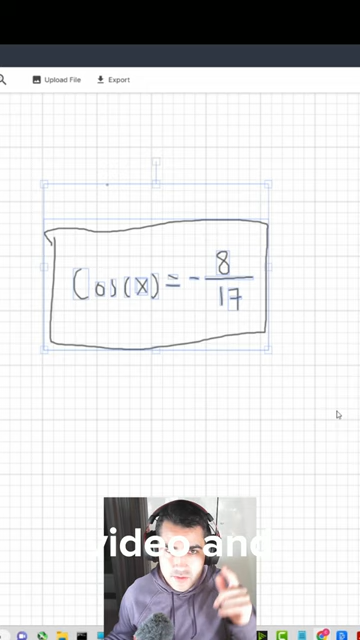 Upload File Export
Cos(x) = - 8/17
video and